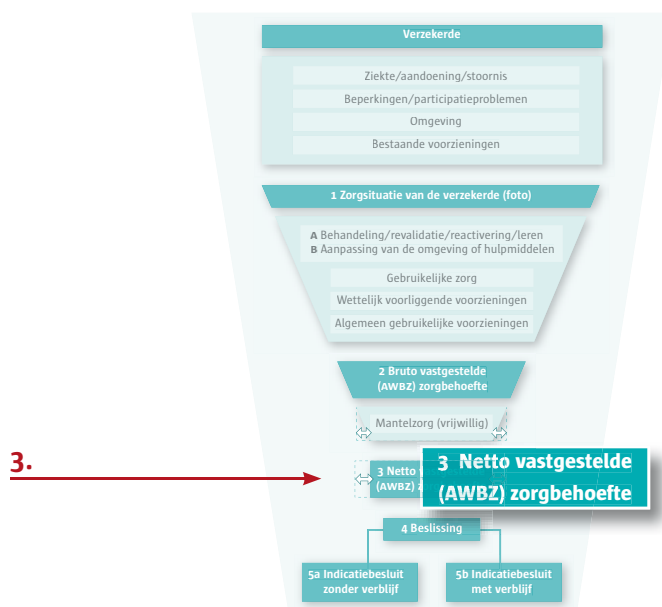 Verzekerde
Ziekte/aandoening/stoornis
Beperkingen/participatieproblemen
Omgeving
Bestaande voorzieningen
1 Zorgsituatie van de verzekerde (foto)
A Behandeling/revalidatie/reactivering/leren
B Aanpassing van de omgeving of hulpmiddelen
Gebruikelijke zorg
Wettelijk voorliggende voorzieningen
Algemeen gebruikelijke voorzieningen
2 Bruto vastgestelde
(AWBZ) zorgbehoefte
Mantelzorg (vrijwillig)
3.
3 Netto
(AWBZ)
3 Netto vastgestelde
(AWBZ) zorgbehoefte
4 Beslissing
5a Indicatiebesluit
zonder verblijf
5b Indicatiebesluit
met verblijf